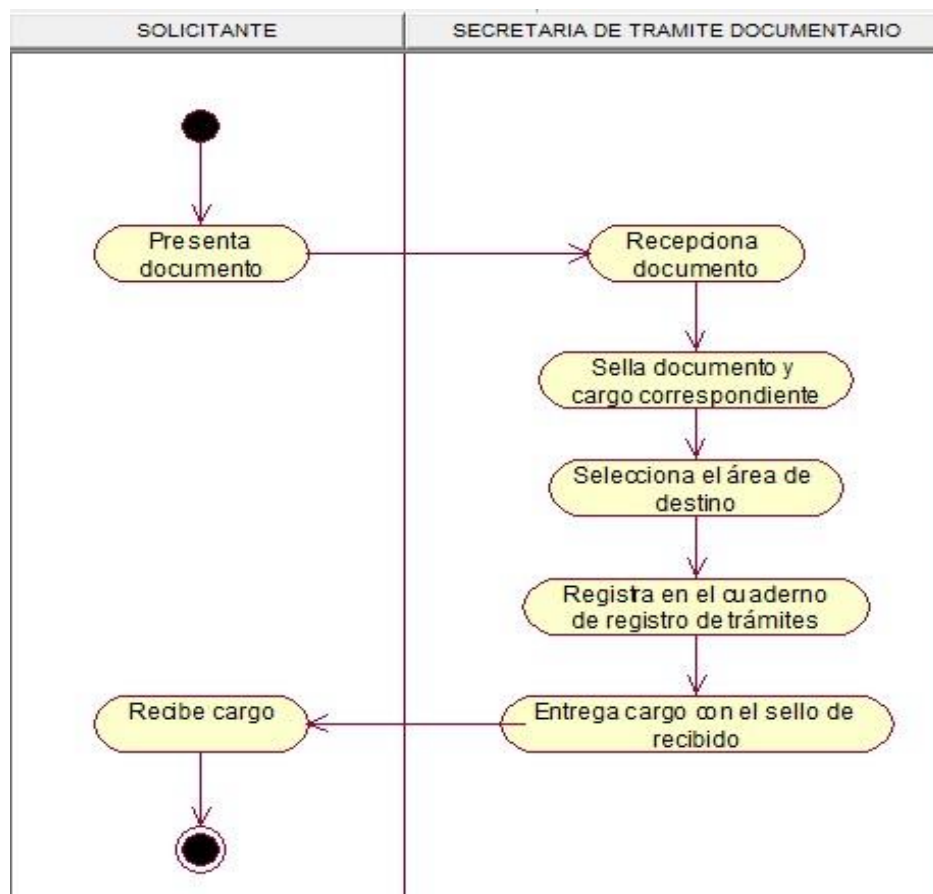 SOLICITANTE
SECRETARIA DE TRAMITE DOCUMENTARIO
Presenta
documento
Recepciona
documento
Sella documento y
cargo correspondiente
Selecciona el área de
destino
Registra en el cuaderno
de registro de trámites
Entrega cargo con el sello de
recibido
Recibe cargo